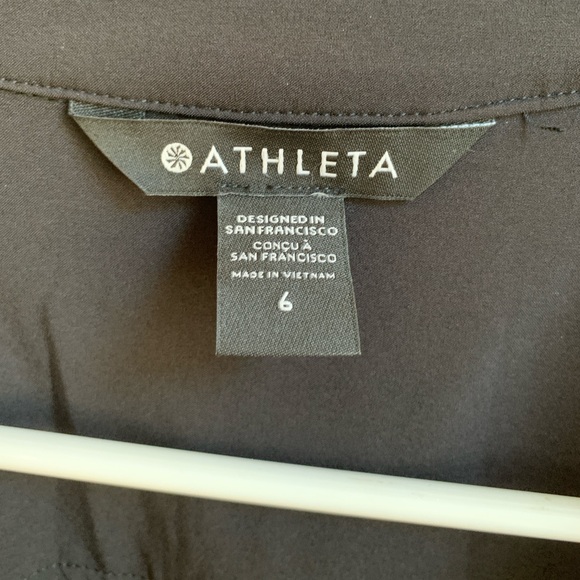 ATHLETA
DESIGNED IN
SAN FRANCISCO
CONÇU À
SAN FRANCISCO
MADE IN VIETNAM
6